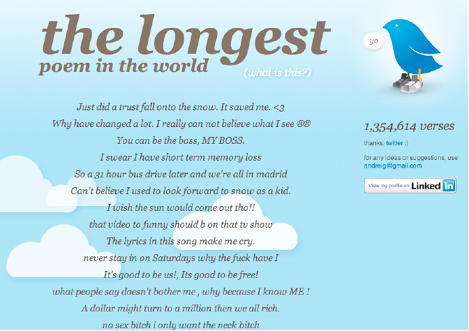 the longest
poem in the world
(what is this?)
yo
Just did a trust fall onto the snow. It saved me. <3
Why have changed a lot. I really can not believe what I see @@
You can be the boss, MY BOSS.
I swear I have short term memory loss
So a 31 hour bus drive later and we're all in madrid
Can't believe I used to look forward to snow as a kid.
I wish the sun would come out tho!!
that video to funny should b on that tv show
The lyrics in this song make me cry.
never stay in on Saturdays why the fuck have I
It's good to be us!, Its good to be free!
what people say doesn't bother me , why because I know ME !
A dollar might turn to a million then we all rich.
no sex bitch i only want the neck bitch
1,354,614 verses
thanks, twitter :)
for any ideas or suggestions, use
andreig@gmail.com
View my profile on LinkedIn